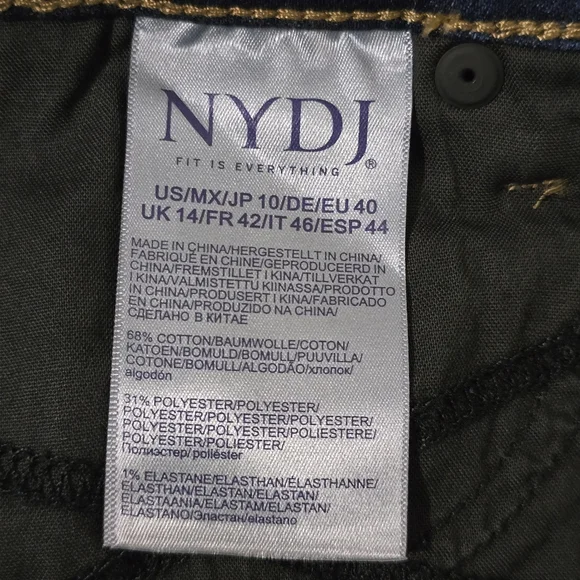 NYDJ
FIT IS EVERYTHING ®
US/MX/JP 10/DE/EU 40
UK 14/FR 42/IT 46/ESP 44
MADE IN CHINA/HERGESTELLT IN CHINA/
FABRIQUÉ EN CHINE/GEPRODUCEERD IN
CHINA/FREMSTILLET I KINA/TILLVERKAT
I KINA/VALMISTETTU KIINASSA/PRODOTTO
IN CHINA/PRODUSERT I KINA/FABRICADO
EN CHINA/PRODUZIDO NA CHINA/
СДЕЛАНО В КИТАЕ
68% COTTON/BAUMWOLLE/COTON/
KATOEN/BOMULD/BOMULL/PUUVILLA/
COTONE/BOMULL/ALGODÃO/хлопок/
algodón
31% POLYESTER/POLYESTER/
POLYESTER/POLYESTER/POLYESTER/
POLYESTER/POLYESTER/POLIESTERE/
POLYESTER/POLIESTER/
Полиэстер/ poliéster
1% ELASTANE/ELASTHAN/ÉLASTHANNE/
ELASTHAN/ELASTAN/ELASTAN/
ELASTAANIA/ELASTAM/ELASTAN/
ELASTANO/Эластан/elastano